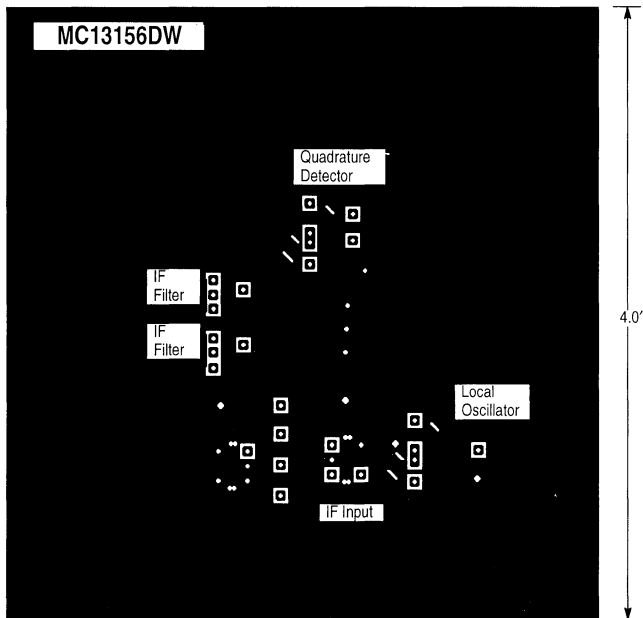 MC13156DW
Quadrature
Detector
IF
Filter
IF
Filter
4.0′
Local
Oscillator
IF Input